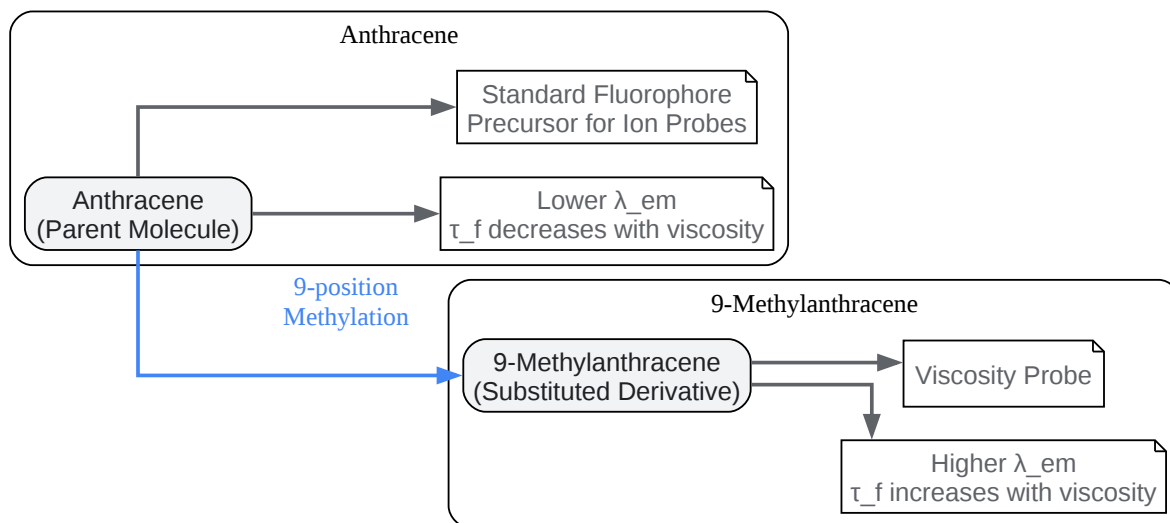 Anthracene
Standard Fluorophore
Precursor for Ion Probes
Anthracene
(Parent Molecule)
Lower λ_em
τ_f decreases with viscosity
9-position
Methylation
9-Methylanthracene
9-Methylanthracene
(Substituted Derivative)
Viscosity Probe
Higher λ_em
τ_f increases with viscosity